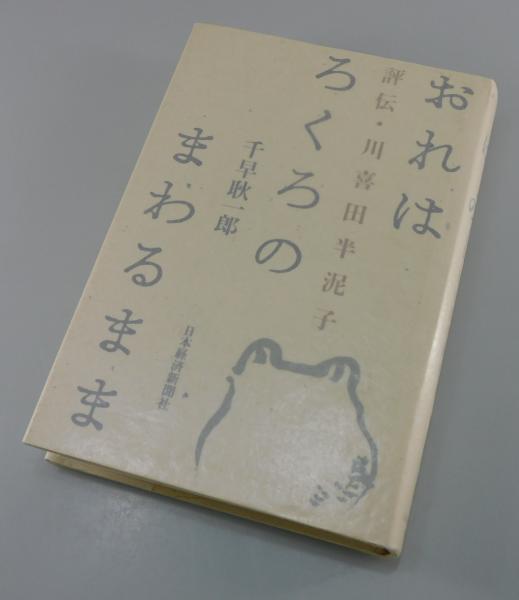 おれは
評伝・川喜田半泥子
ろくろの
千早耿一郎
まわるまま
日本経済新聞社